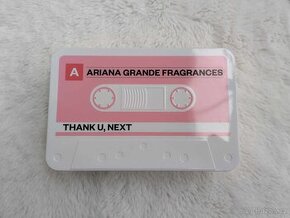 A ARIANA GRANDE FRAGRANCES
THANK U, NEXT